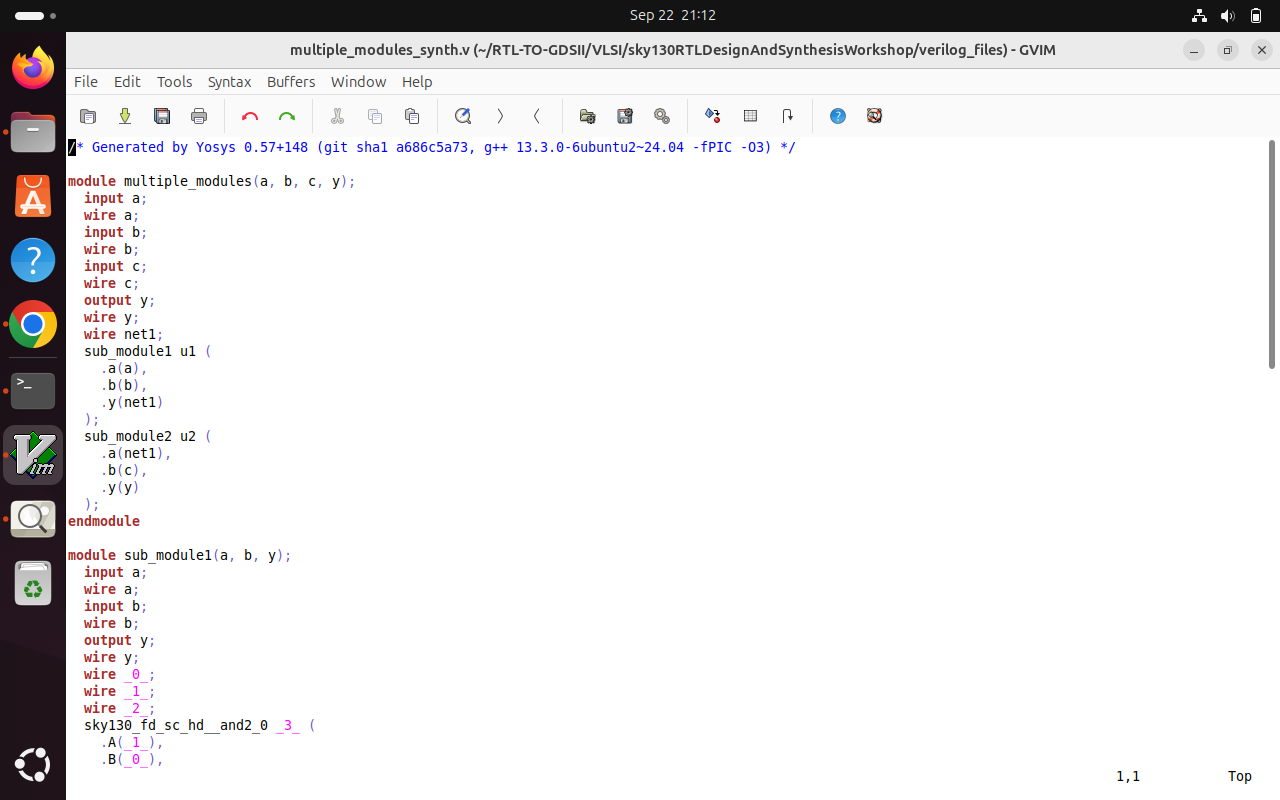 Sep 22 21:12
multiple_modules_synth.v (~/RTL-TO-GDSII/VLSI/sky130RTLDesignAndSynthesisWorkshop/verilog_files) - GVIM
File Edit Tools Syntax Buffers Window Help
/* Generated by Yosys 0.57+148 (git sha1 a686c5a73, g++ 13.3.0-6ubuntu2~24.04 -fPIC -O3) */
module multiple_modules(a, b, c, y);
  input a;
  wire a;
  input b;
  wire b;
  input c;
  wire c;
  output y;
  wire y;
  wire net1;
  sub_module1 u1 (
    .a(a),
    .b(b),
    .y(net1)
  );
  sub_module2 u2 (
    .a(net1),
    .b(c),
    .y(y)
  );
endmodule
module sub_module1(a, b, y);
  input a;
  wire a;
  input b;
  wire b;
  output y;
  wire y;
  wire _0_;
  wire _1_;
  wire _2_;
  sky130_fd_sc_hd__and2_0 _3_ (
    .A(_1_),
    .B(_0_),
1,1 Top